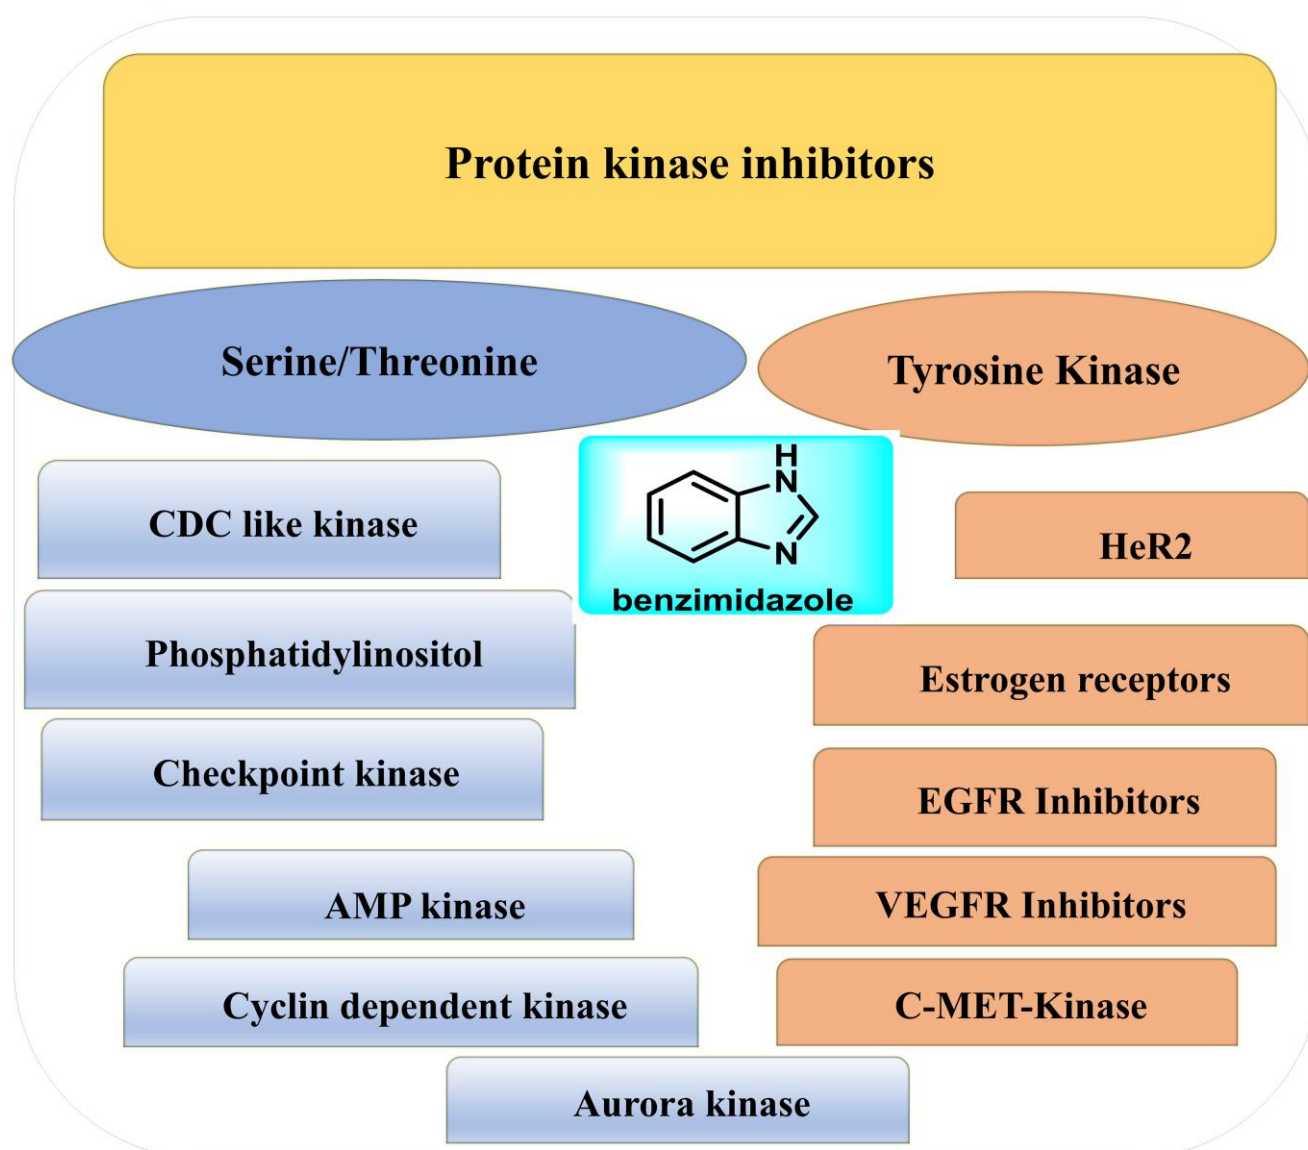 Protein kinase inhibitors
Serine/Threonine
Tyrosine Kinase
H
N
N
benzimidazole
CDC like kinase
HeR2
Phosphatidylinositol
Estrogen receptors
Checkpoint kinase
EGFR Inhibitors
AMP kinase
VEGFR Inhibitors
Cyclin dependent kinase
C-MET-Kinase
Aurora kinase